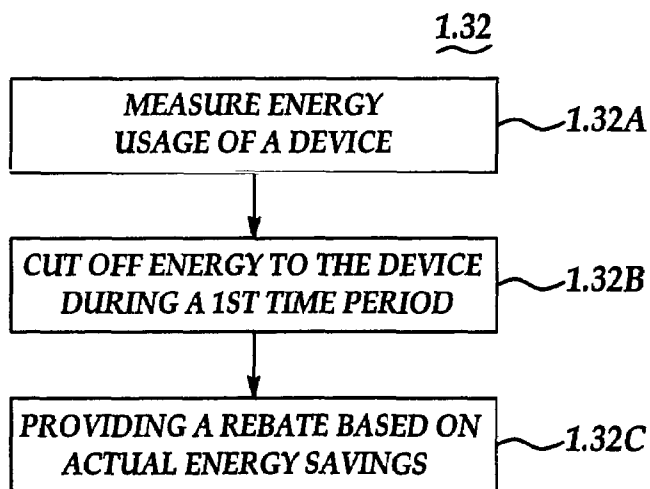 1.32
MEASURE ENERGY
USAGE OF A DEVICE
1.32A
CUT OFF ENERGY TO THE DEVICE
DURING A 1ST TIME PERIOD
1.32B
PROVIDING A REBATE BASED ON
ACTUAL ENERGY SAVINGS
1.32C